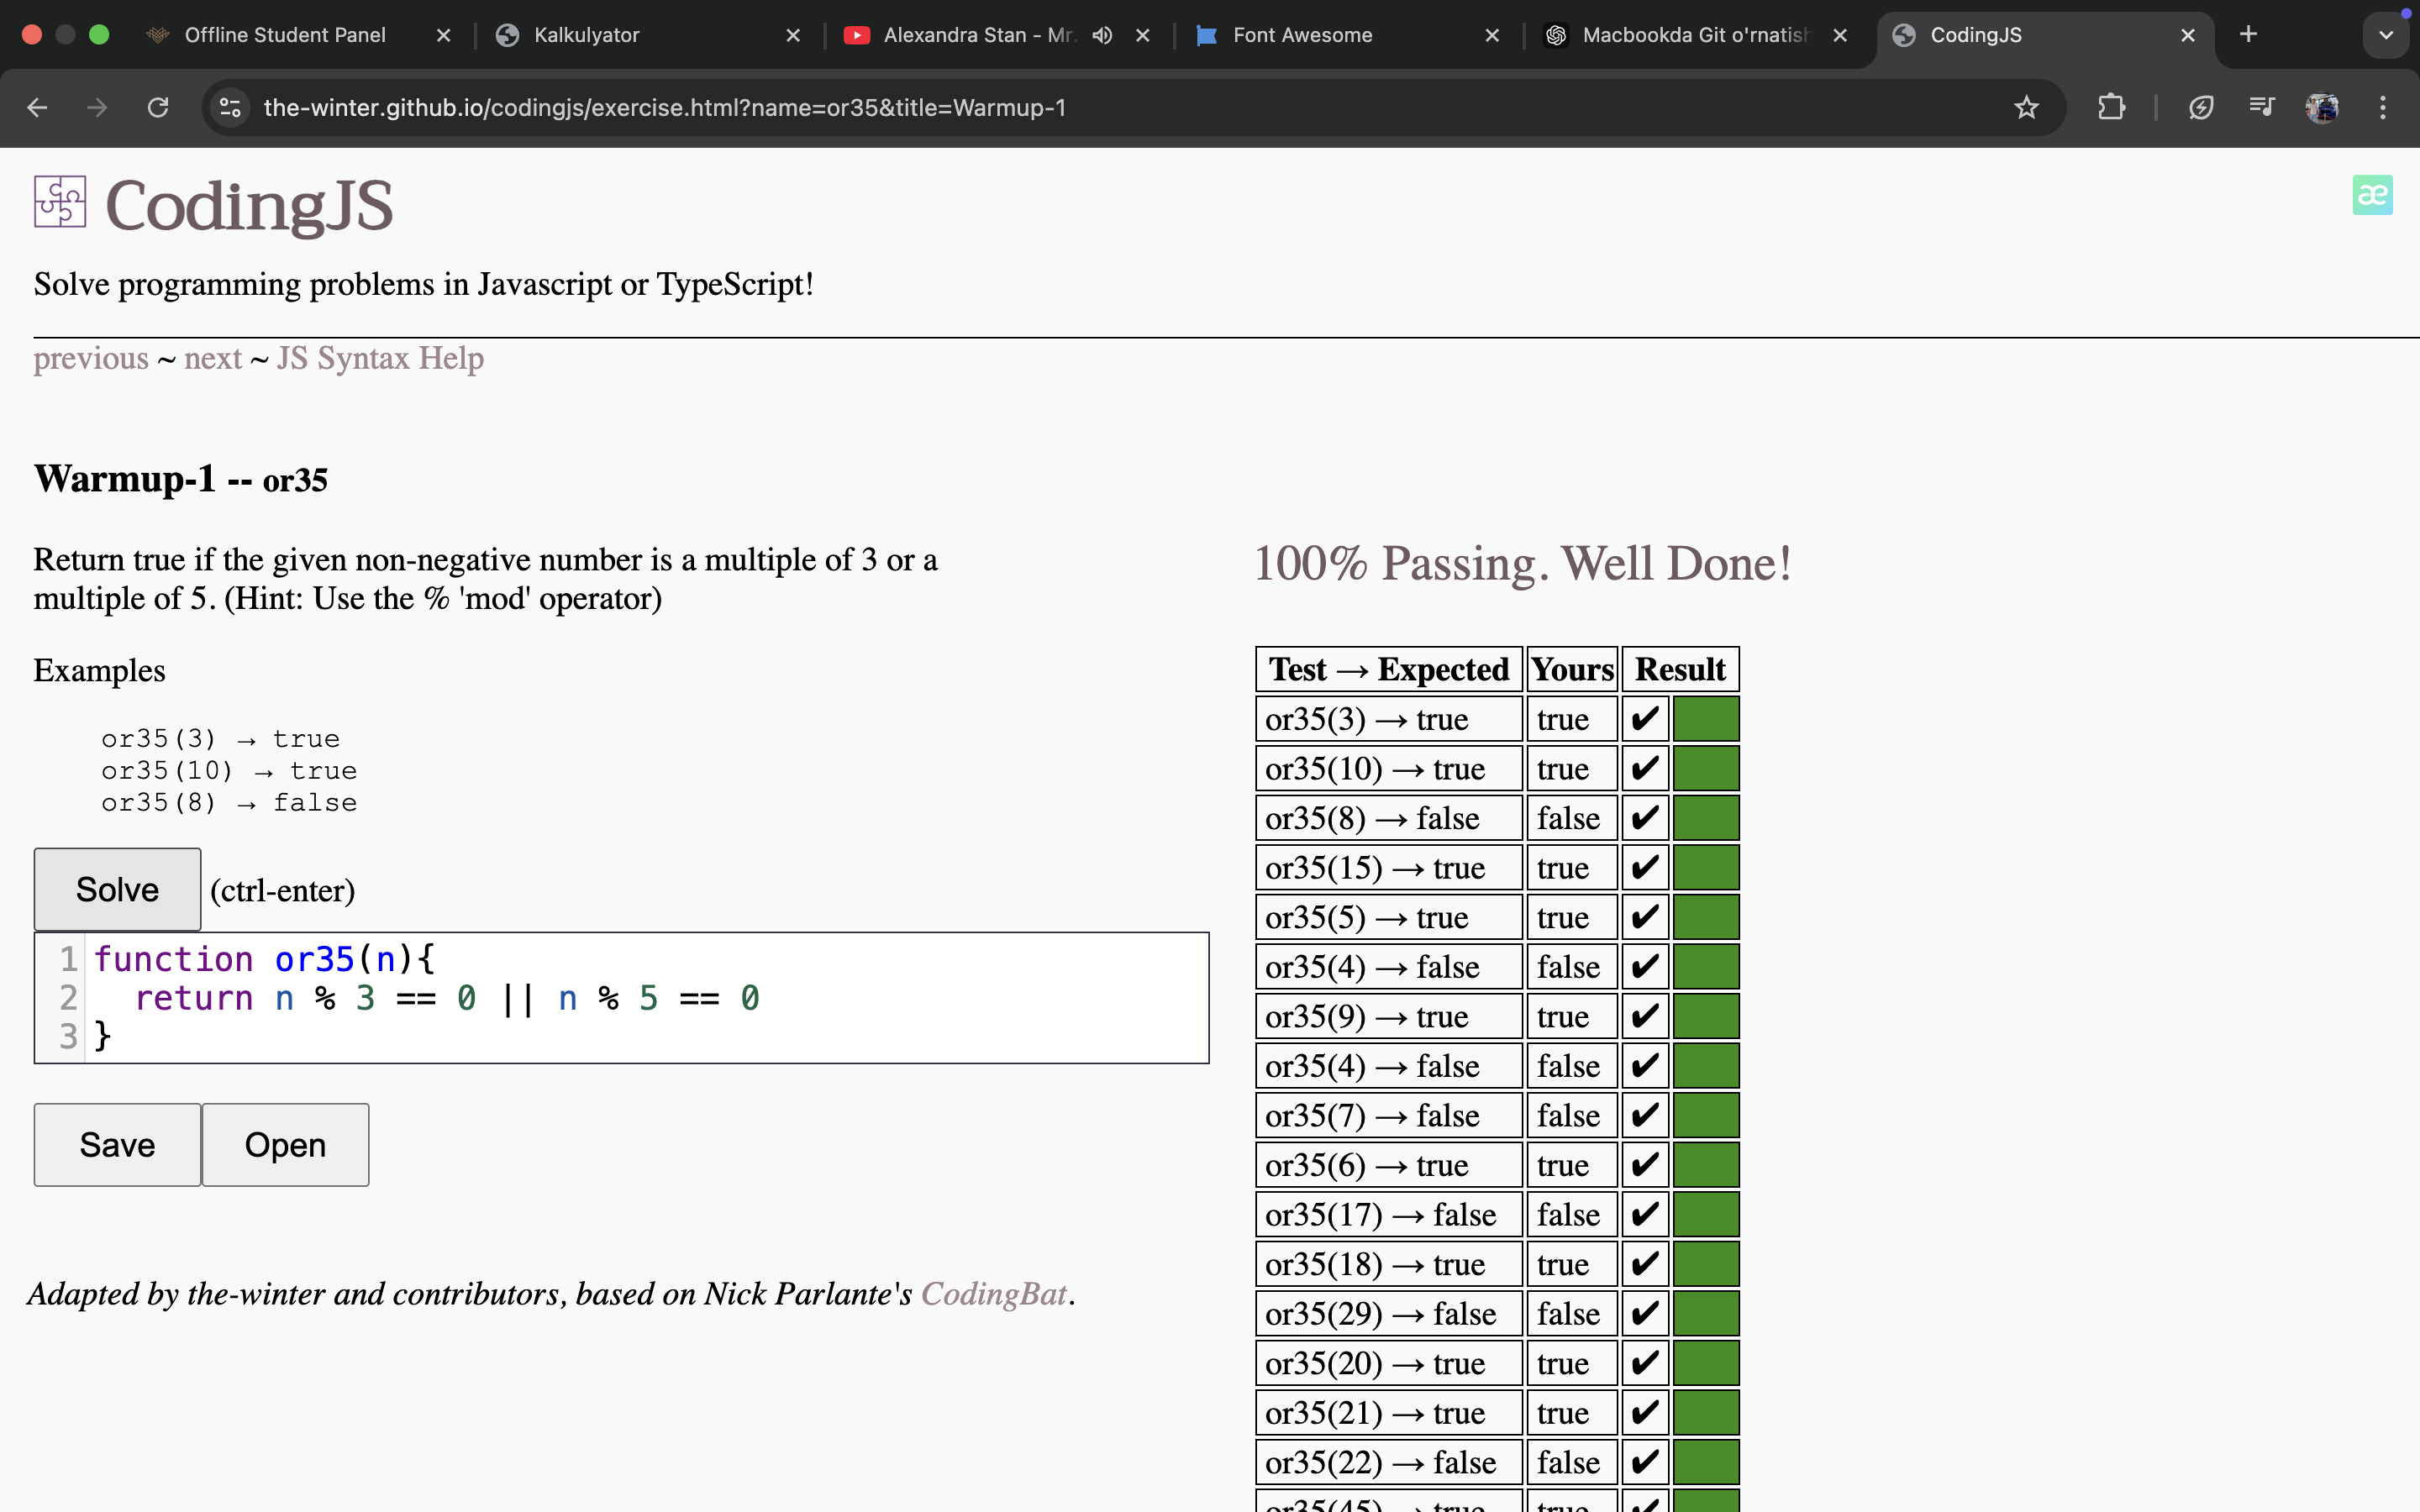 Offline Student Panel
Kalkulyator
Alexandra Stan - Mr.
Font Awesome
Macbookda Git o'rnatish
CodingJS
the-winter.github.io/codingjs/exercise.html?name=or35&title=Warmup-1
CodingJS
æ
Solve programming problems in Javascript or TypeScript!
previous ~ next ~ JS Syntax Help
Warmup-1 -- or35
Return true if the given non-negative number is a multiple of 3 or a
multiple of 5. (Hint: Use the % 'mod' operator)
Examples
or35(3) → true
or35(10) → true
or35(8) → false
Solve (ctrl-enter)
1 function or35(n){
2 return n % 3 == 0 || n % 5 == 0
3 }
Save Open
Adapted by the-winter and contributors, based on Nick Parlante's CodingBat.
100% Passing. Well Done!
Test → Expected Yours Result
or35(3) → true true ✔
or35(10) → true true ✔
or35(8) → false false ✔
or35(15) → true true ✔
or35(5) → true true ✔
or35(4) → false false ✔
or35(9) → true true ✔
or35(4) → false false ✔
or35(7) → false false ✔
or35(6) → true true ✔
or35(17) → false false ✔
or35(18) → true true ✔
or35(29) → false false ✔
or35(20) → true true ✔
or35(21) → true true ✔
or35(22) → false false ✔
or35(45) → true true ✔